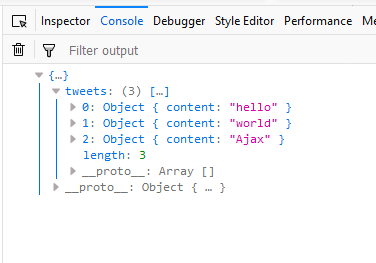 Inspector Console Debugger Style Editor Performance
Filter output
{…}
tweets: (3) […]
0: Object { content: "hello" }
1: Object { content: "world" }
2: Object { content: "Ajax" }
length: 3
__proto__: Array []
__proto__: Object { … }